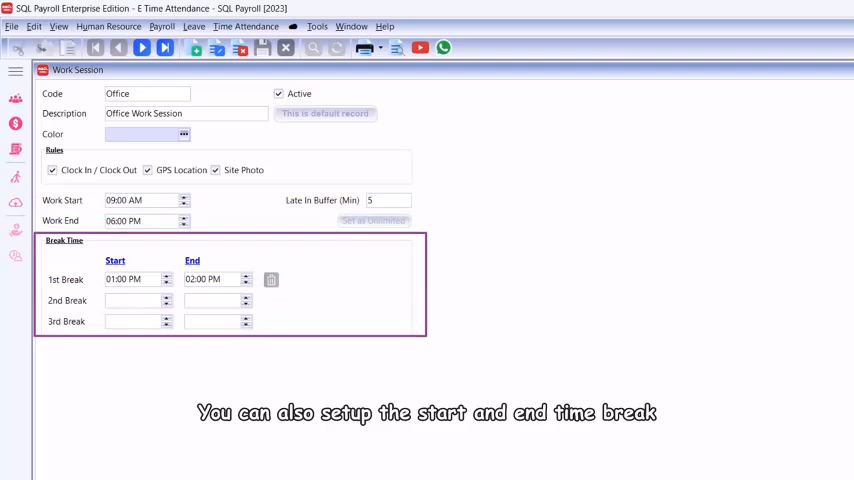 SQL Payroll Enterprise Edition - E Time Attendance - SQL Payroll [2023]
File Edit View Human Resource Payroll Leave Time Attendance Tools Window Help
Work Session
Code Office Active
Description Office Work Session This is default record
Color
Rules
Clock In / Clock Out GPS Location Site Photo
Work Start 09:00 AM Late In Buffer (Min) 5
Work End 06:00 PM Set as Unlimited
Break Time
Start End
1st Break 01:00 PM 02:00 PM
2nd Break
3rd Break
You can also setup the start and end time break